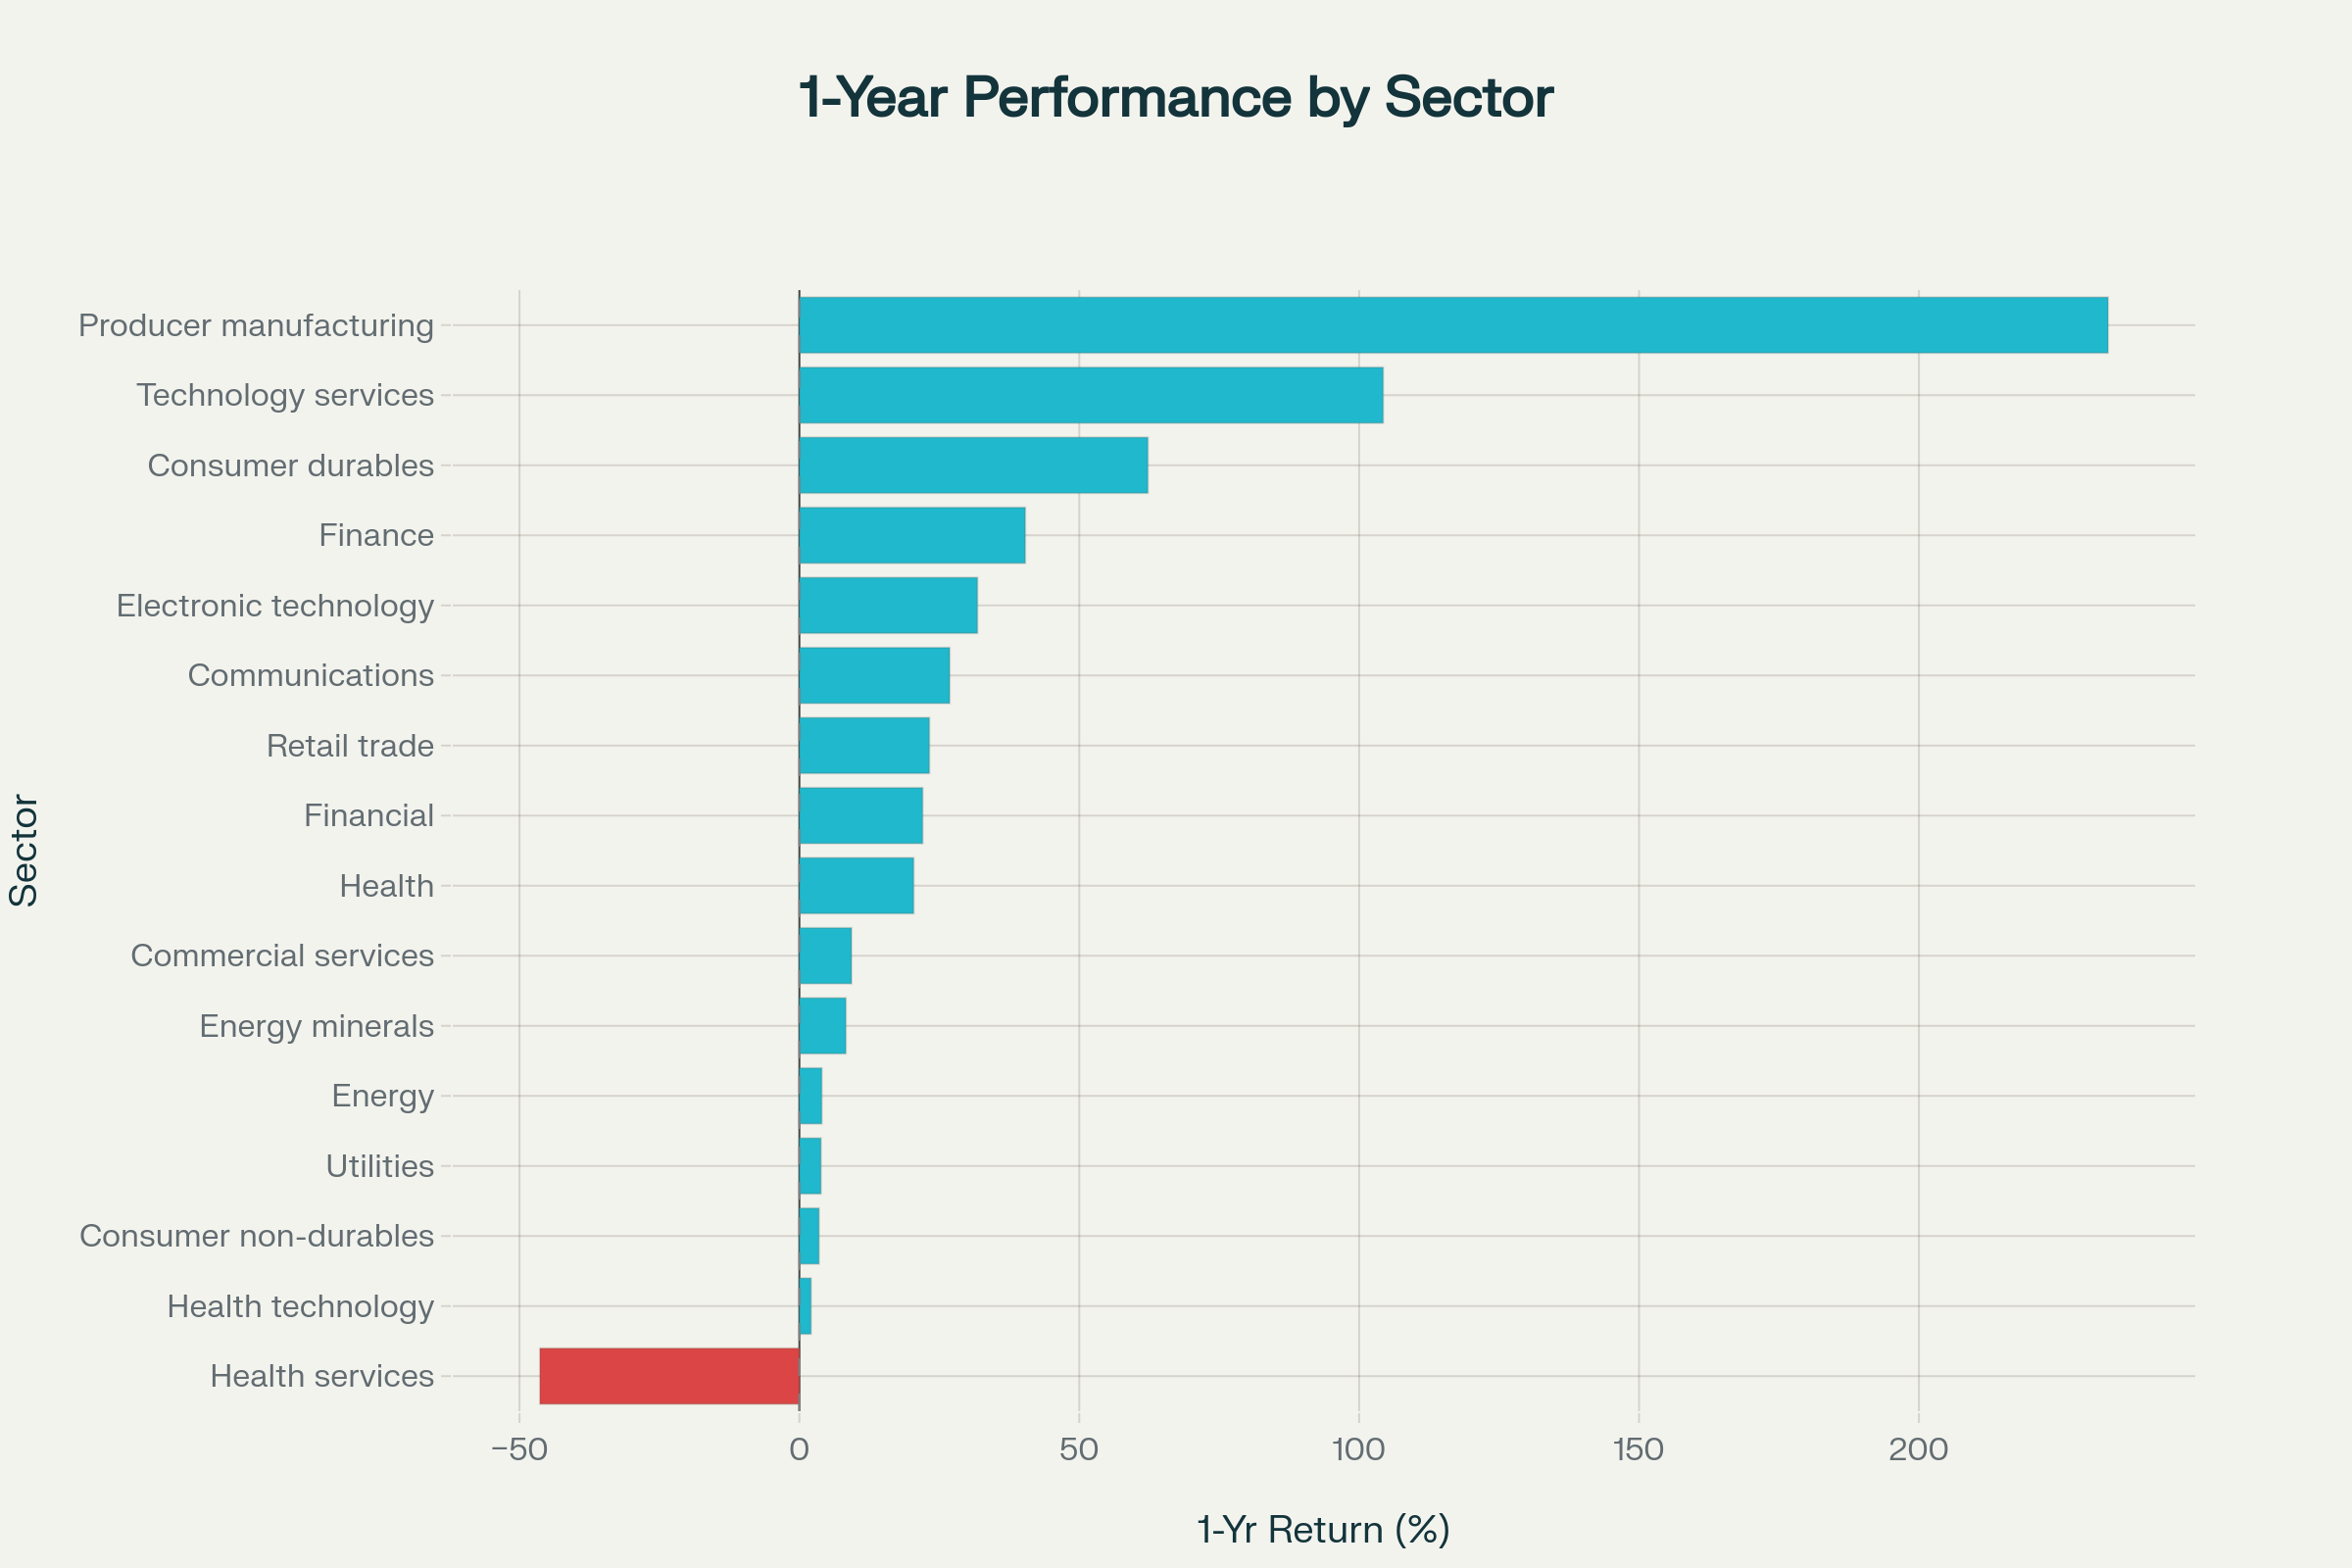 1-Year Performance by Sector
Producer manufacturing
Technology services
Consumer durables
Finance
Electronic technology
Communications
Retail trade
Financial
Health
Commercial services
Energy minerals
Energy
Utilities
Consumer non-durables
Health technology
Health services
Sector
−50 0 50 100 150 200
1-Yr Return (%)